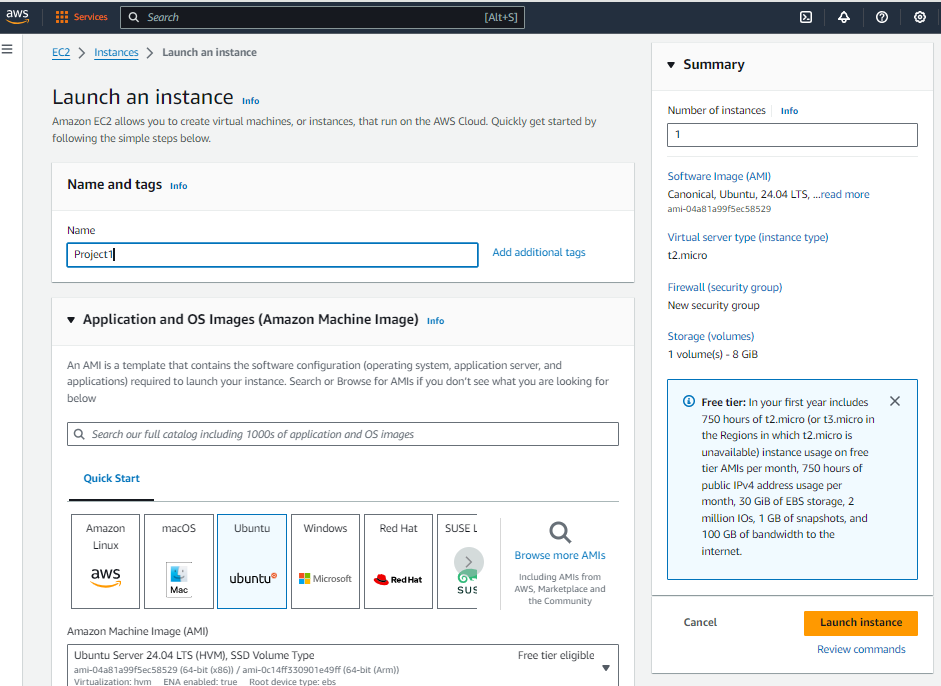 aws
Services
Search
[Alt+S]
EC2
Instances
Launch an instance
Launch an instance
Info
Amazon EC2 allows you to create virtual machines, or instances, that run on the AWS Cloud. Quickly get started by
following the simple steps below.
Name and tags
Info
Name
Project1
Add additional tags
Application and OS Images (Amazon Machine Image)
Info
An AMI is a template that contains the software configuration (operating system, application server, and
applications) required to launch your instance. Search or Browse for AMIs if you don't see what you are looking for
below
Search our full catalog including 1000s of application and OS images
Quick Start
Amazon
Linux
aws
macOS
Mac
Ubuntu
ubuntu®
Windows
Microsoft
Red Hat
Red Hat
SUSE L
SUS
Browse more AMIs
Including AMIs from
AWS, Marketplace and
the Community
Amazon Machine Image (AMI)
Ubuntu Server 24.04 LTS (HVM), SSD Volume Type
Free tier eligible
ami-04a81a99f5ec58529 (64-bit (x86)) / ami-0c14ff330901e49ff (64-bit (Arm))
Virtualization: hvm ENA enabled: true Root device type: ebs
Summary
Number of instances
Info
1
Software Image (AMI)
Canonical, Ubuntu, 24.04 LTS, ...read more
ami-04a81a99f5ec58529
Virtual server type (instance type)
t2.micro
Firewall (security group)
New security group
Storage (volumes)
1 volume(s) - 8 GiB
Free tier: In your first year includes
750 hours of t2.micro (or t3.micro in
the Regions in which t2.micro is
unavailable) instance usage on free
tier AMIs per month, 750 hours of
public IPv4 address usage per
month, 30 GiB of EBS storage, 2
million IOs, 1 GB of snapshots, and
100 GB of bandwidth to the
internet.
Cancel
Launch instance
Review commands